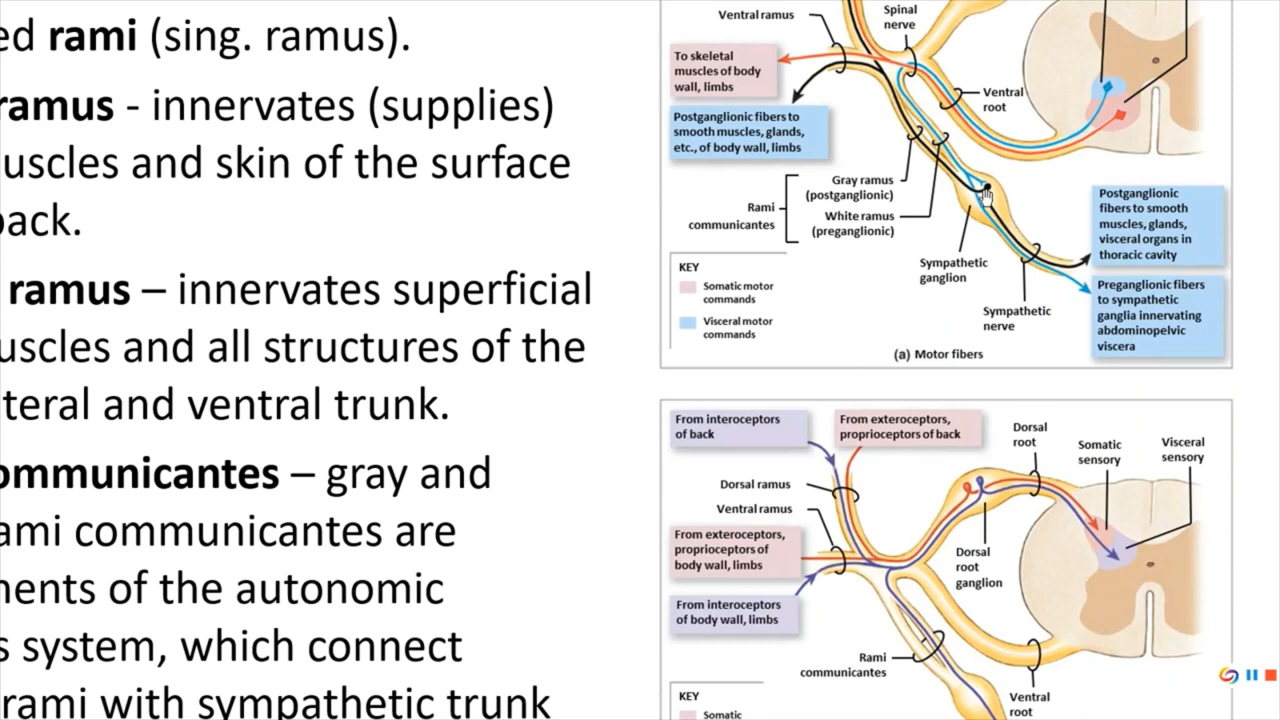 ed rami (sing. ramus).
ramus - innervates (supplies)
uscles and skin of the surface
back.
ramus – innervates superficial
uscles and all structures of the
teral and ventral trunk.
ommunicantes – gray and
ami communicantes are
nents of the autonomic
s system, which connect
rami with sympathetic trunk
Ventral ramus
Spinal
nerve
To skeletal
muscles of body
wall, limbs
Postganglionic fibers to
smooth muscles, glands,
etc., of body wall, limbs
Ventral
root
Gray ramus
(postganglionic)
Rami
communicantes
White ramus
(preganglionic)
Postganglionic
fibers to smooth
muscles, glands,
visceral organs in
thoracic cavity
Sympathetic
ganglion
Sympathetic
nerve
Preganglionic fibers
to sympathetic
ganglia innervating
abdominopelvic
viscera
KEY
Somatic motor
commands
Visceral motor
commands
(a) Motor fibers
From interoceptors
of back
From exteroceptors,
proprioceptors of back
Dorsal
root
Somatic
sensory
Visceral
sensory
Dorsal ramus
Ventral ramus
From exteroceptors,
proprioceptors of
body wall, limbs
Dorsal
root
ganglion
From interoceptors
of body wall, limbs
Rami
communicantes
Ventral
root
KEY
Somatic